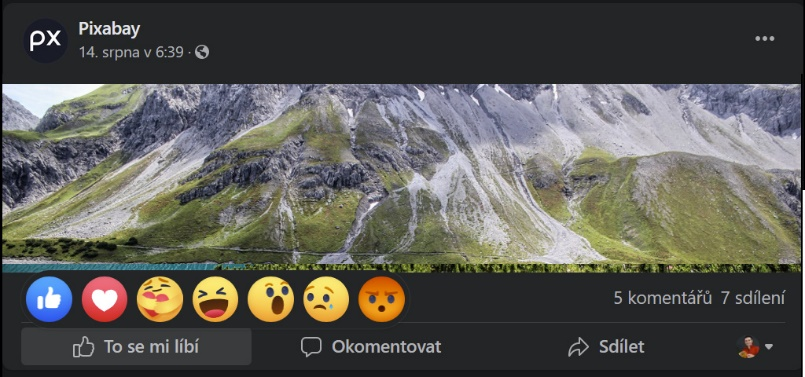 px
Pixabay
14. srpna v 6:39 ·
5 komentářů 7 sdílení
To se mi líbí Okomentovat Sdílet